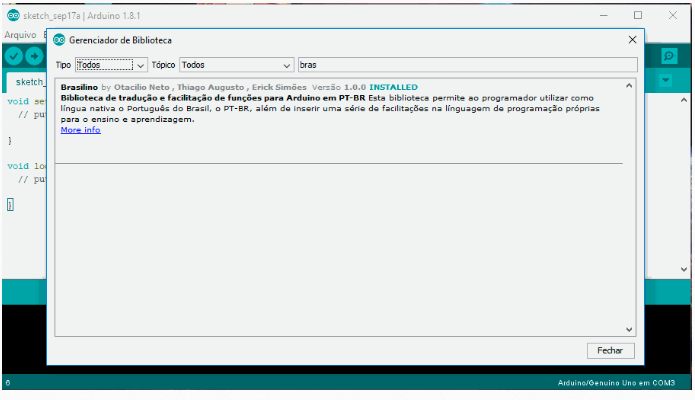 sketch_sep17a | Arduino 1.8.1
Arquivo
Gerenciador de Biblioteca
Tipo Todos Tópico Todos bras
sketch_
Brasilino by Otacilio Neto , Thiago Augusto , Erick Simões Versão 1.0.0 INSTALLED
Biblioteca de tradução e facilitação de funções para Arduino em PT-BR Esta biblioteca permite ao programador utilizar como
língua nativa o Português do Brasil, o PT-BR, além de inserir uma série de facilitações na línguagem de programação próprias
para o ensino e aprendizagem.
More info
void se
// pu
}
void loo
// pu
}
Fechar
6 Arduino/Genuino Uno em COM3